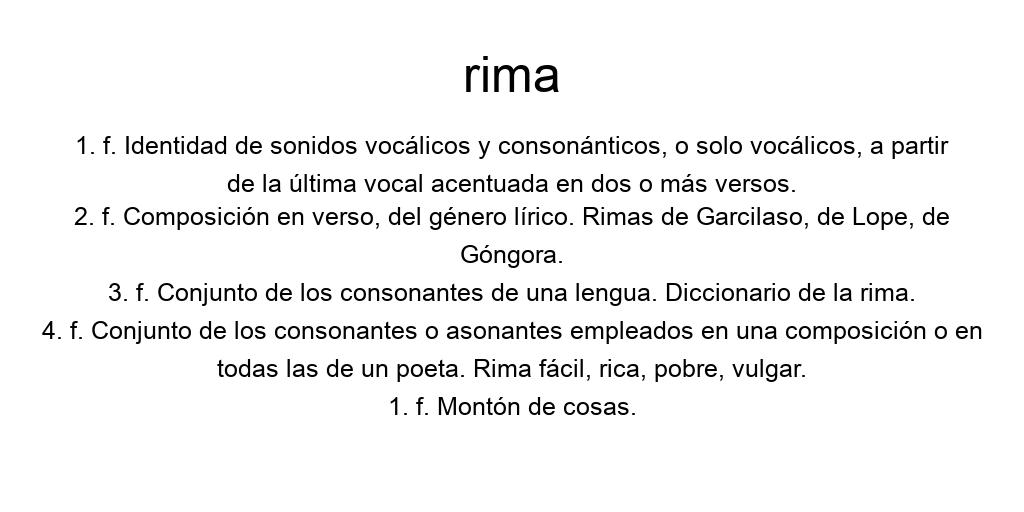 rima
1. f. Identidad de sonidos vocálicos y consonánticos, o solo vocálicos, a partir
de la última vocal acentuada en dos o más versos.
2. f. Composición en verso, del género lírico. Rimas de Garcilaso, de Lope, de
Góngora.
3. f. Conjunto de los consonantes de una lengua. Diccionario de la rima.
4. f. Conjunto de los consonantes o asonantes empleados en una composición o en
todas las de un poeta. Rima fácil, rica, pobre, vulgar.
1. f. Montón de cosas.